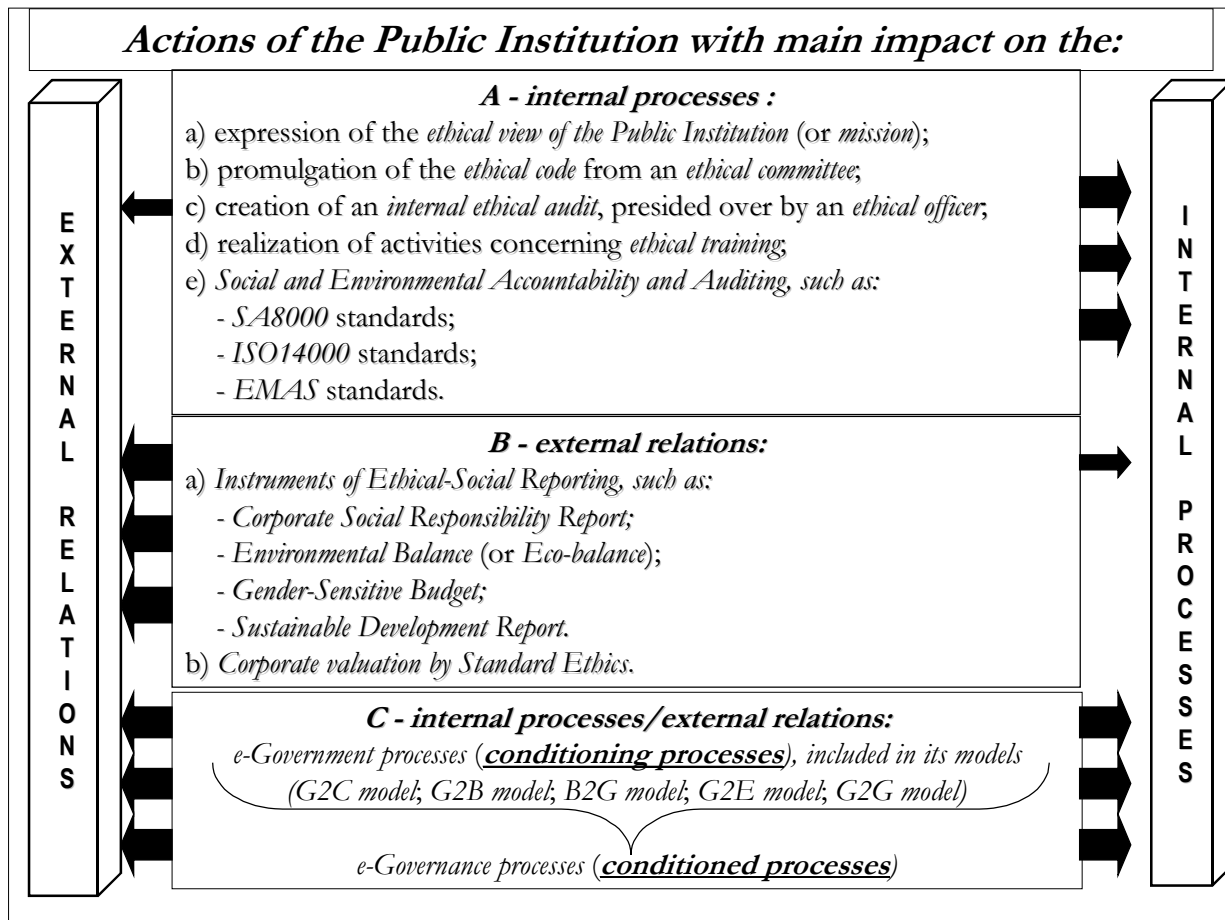 Actions of the Public Institution with main impact on the:
EXTERNAL RELATIONS
A - internal processes :
a) expression of the ethical view of the Public Institution (or mission);
b) promulgation of the ethical code from an ethical committee;
c) creation of an internal ethical audit, presided over by an ethical officer;
d) realization of activities concerning ethical training;
e) Social and Environmental Accountability and Auditing, such as:
- SA8000 standards;
- ISO14000 standards;
- EMAS standards.
B - external relations:
a) Instruments of Ethical-Social Reporting, such as:
- Corporate Social Responsibility Report;
- Environmental Balance (or Eco-balance);
- Gender-Sensitive Budget;
- Sustainable Development Report.
b) Corporate valuation by Standard Ethics.
C - internal processes/external relations:
e-Government processes (conditioning processes), included in its models
(G2C model; G2B model; B2G model; G2E model; G2G model)
e-Governance processes (conditioned processes)
INTERNAL PROCESSES